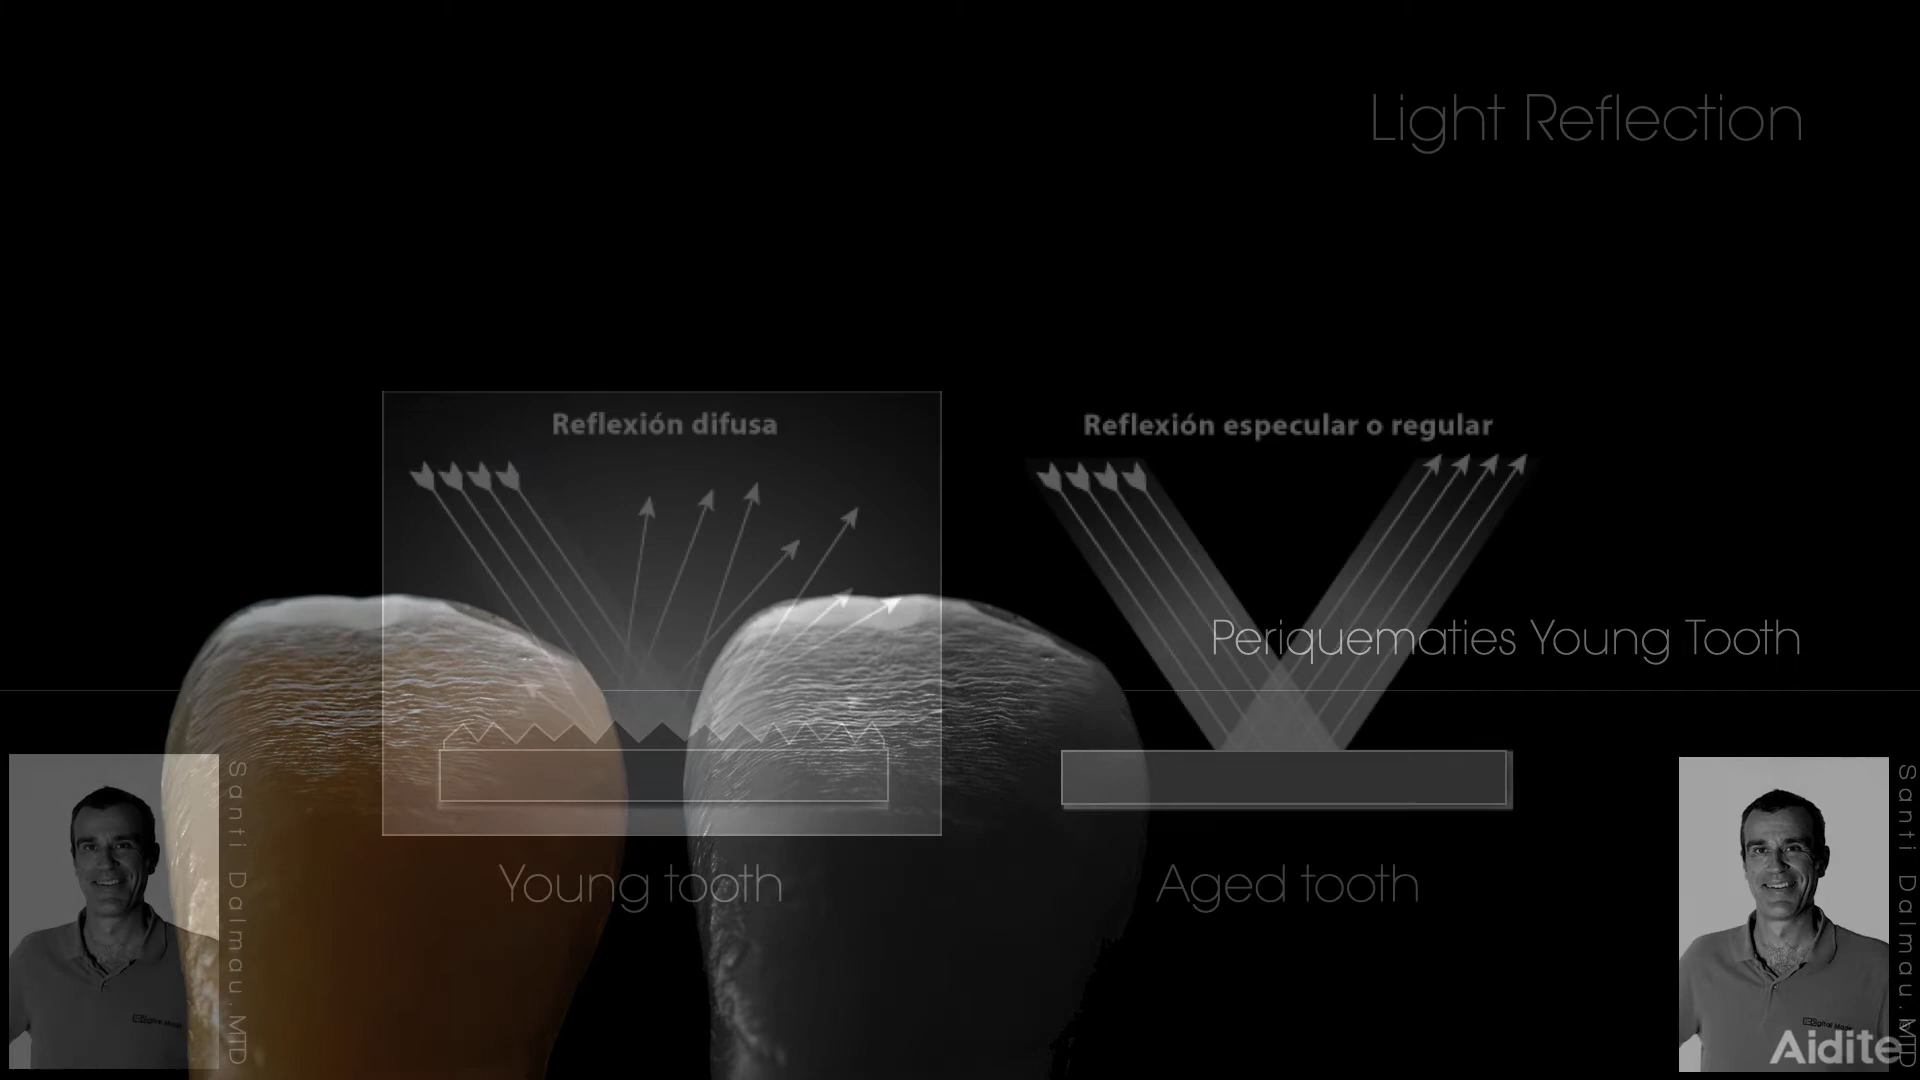 Light Reflection
Reflexión difusa
Reflexión especular o regular
Periquematies Young Tooth
Young tooth
Aged tooth
Santi Dalmau. MTD
Santi Dalmau. MTD
Aidite